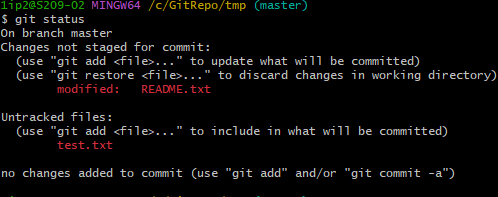 1ip2@S209-02 MINGW64 /c/GitRepo/tmp (master)
$ git status
On branch master
Changes not staged for commit:
  (use "git add <file>..." to update what will be committed)
  (use "git restore <file>..." to discard changes in working directory)
        modified:   README.txt

Untracked files:
  (use "git add <file>..." to include in what will be committed)
        test.txt

no changes added to commit (use "git add" and/or "git commit -a")